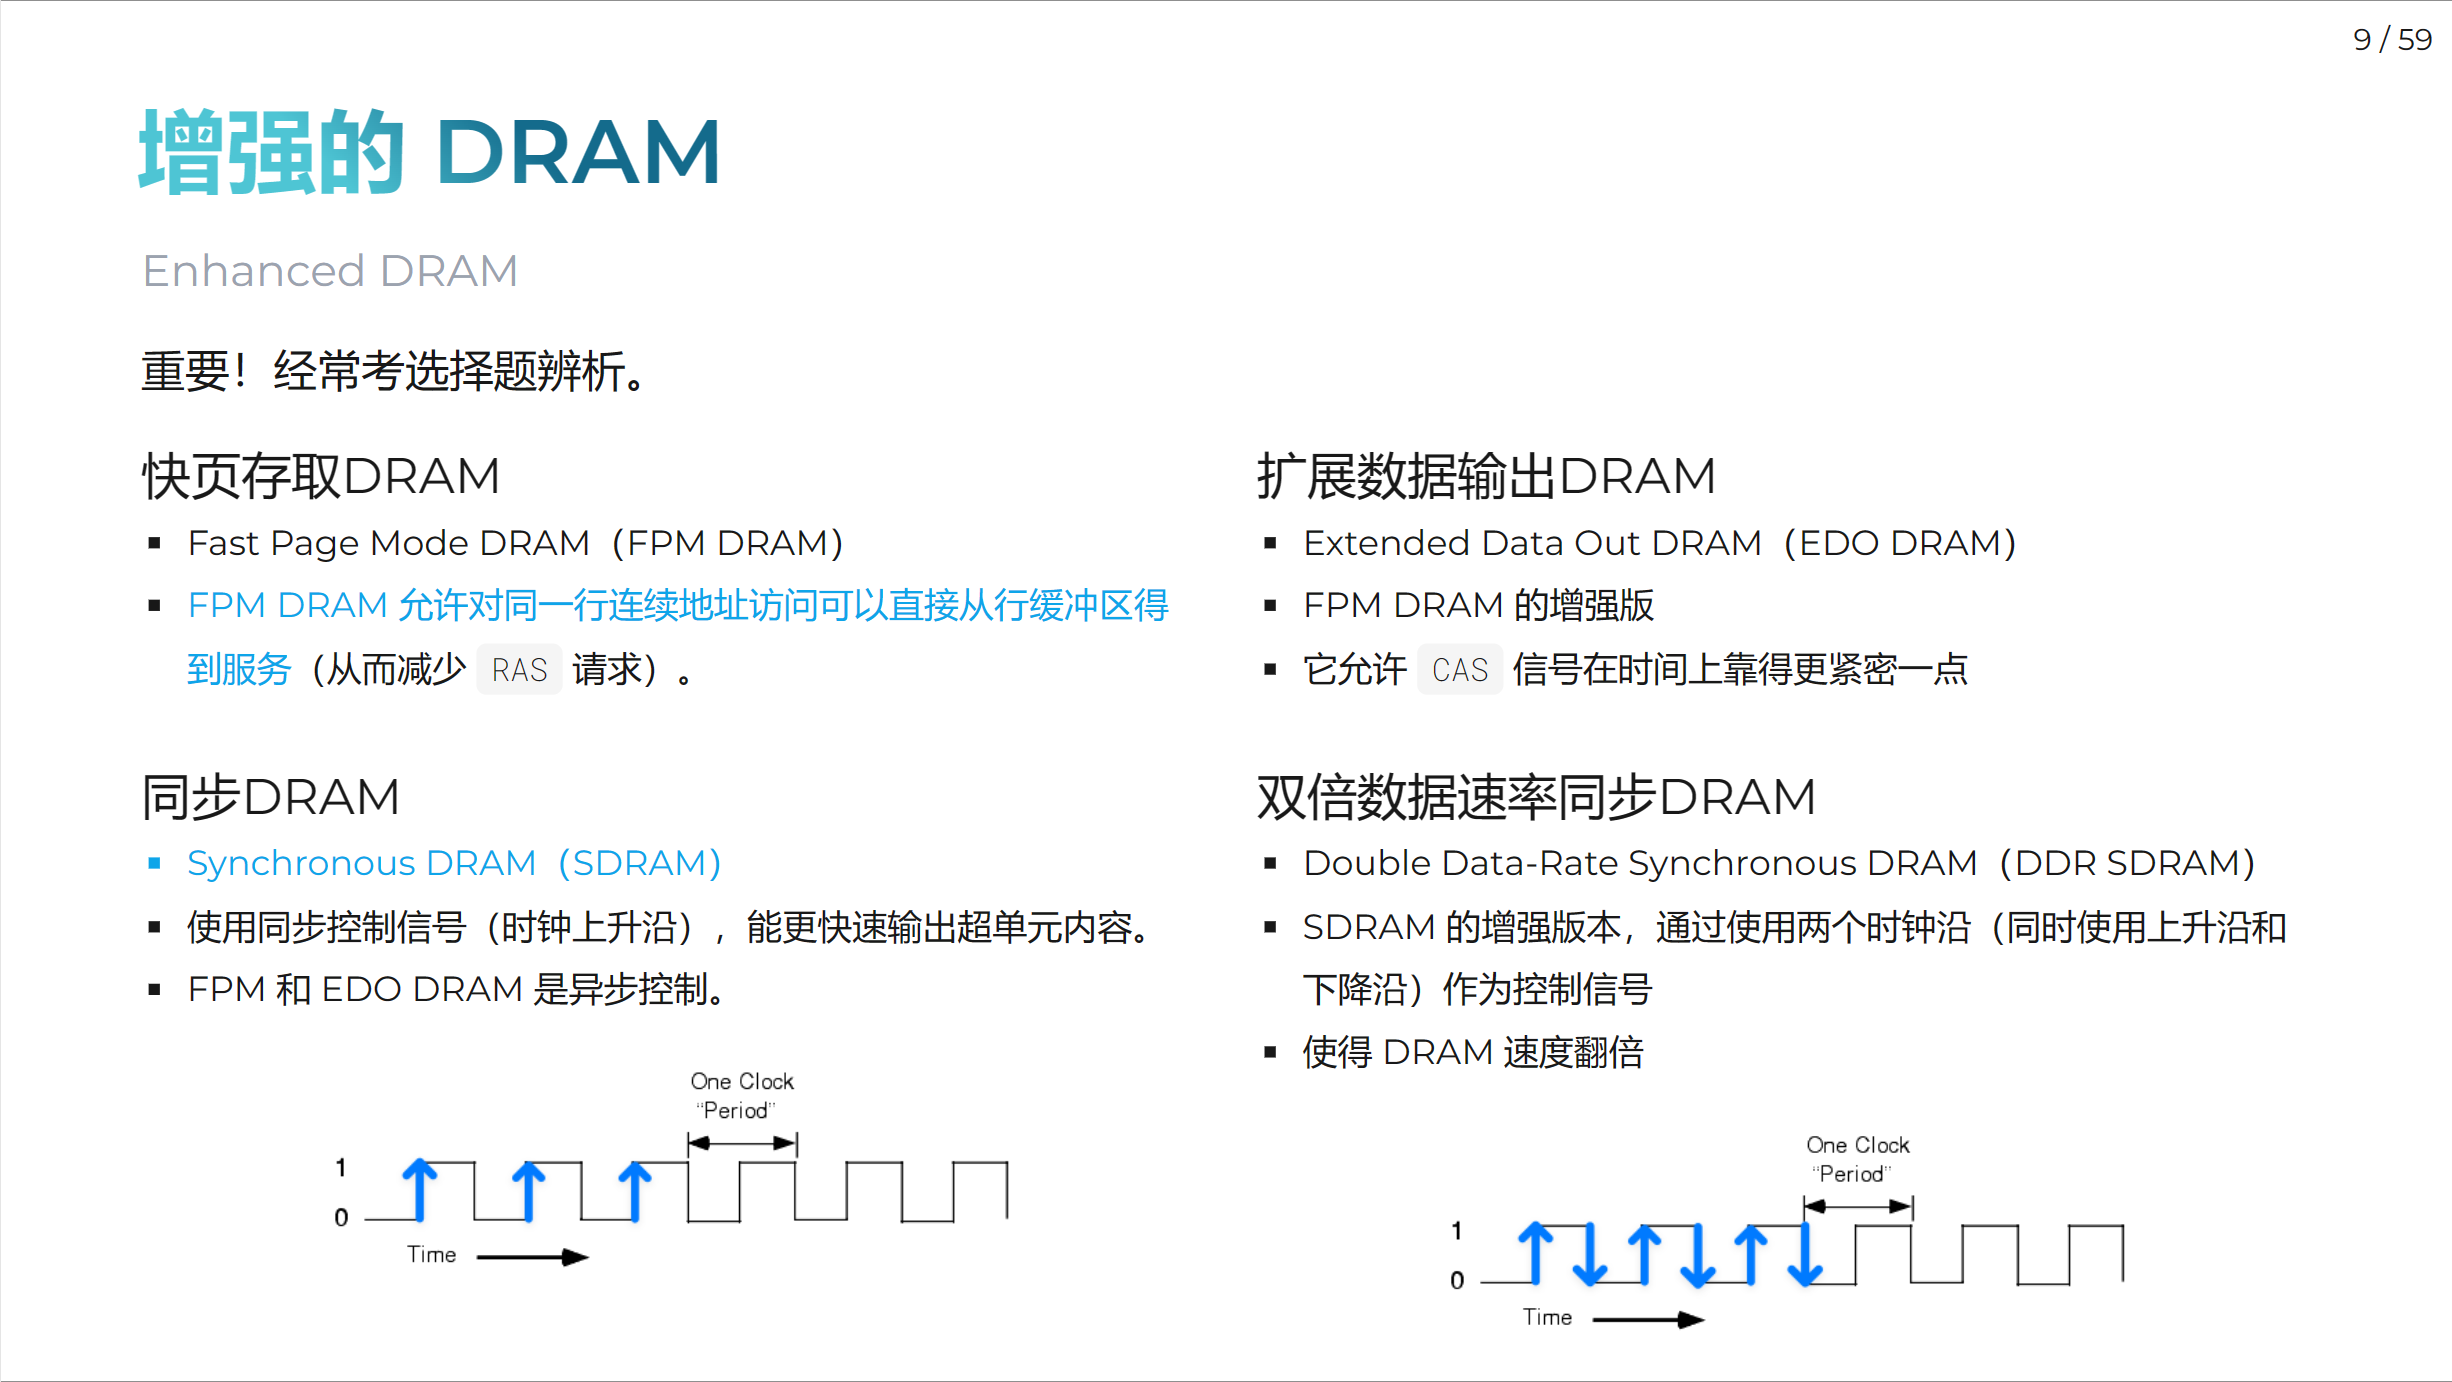 9 / 59
增强的 DRAM
Enhanced DRAM
重要！经常考选择题辨析。
快页存取DRAM
▪ Fast Page Mode DRAM（FPM DRAM）
▪ FPM DRAM 允许对同一行连续地址访问可以直接从行缓冲区得
到服务（从而减少 RAS 请求）。
扩展数据输出DRAM
▪ Extended Data Out DRAM（EDO DRAM）
▪ FPM DRAM 的增强版
▪ 它允许 CAS 信号在时间上靠得更紧密一点
同步DRAM
▪ Synchronous DRAM（SDRAM）
▪ 使用同步控制信号（时钟上升沿），能更快速输出超单元内容。
▪ FPM 和 EDO DRAM 是异步控制。
One Clock
“Period”
1
0
Time
双倍数据速率同步DRAM
▪ Double Data-Rate Synchronous DRAM（DDR SDRAM）
▪ SDRAM 的增强版本，通过使用两个时钟沿（同时使用上升沿和
下降沿）作为控制信号
▪ 使得 DRAM 速度翻倍
One Clock
“Period”
1
0
Time